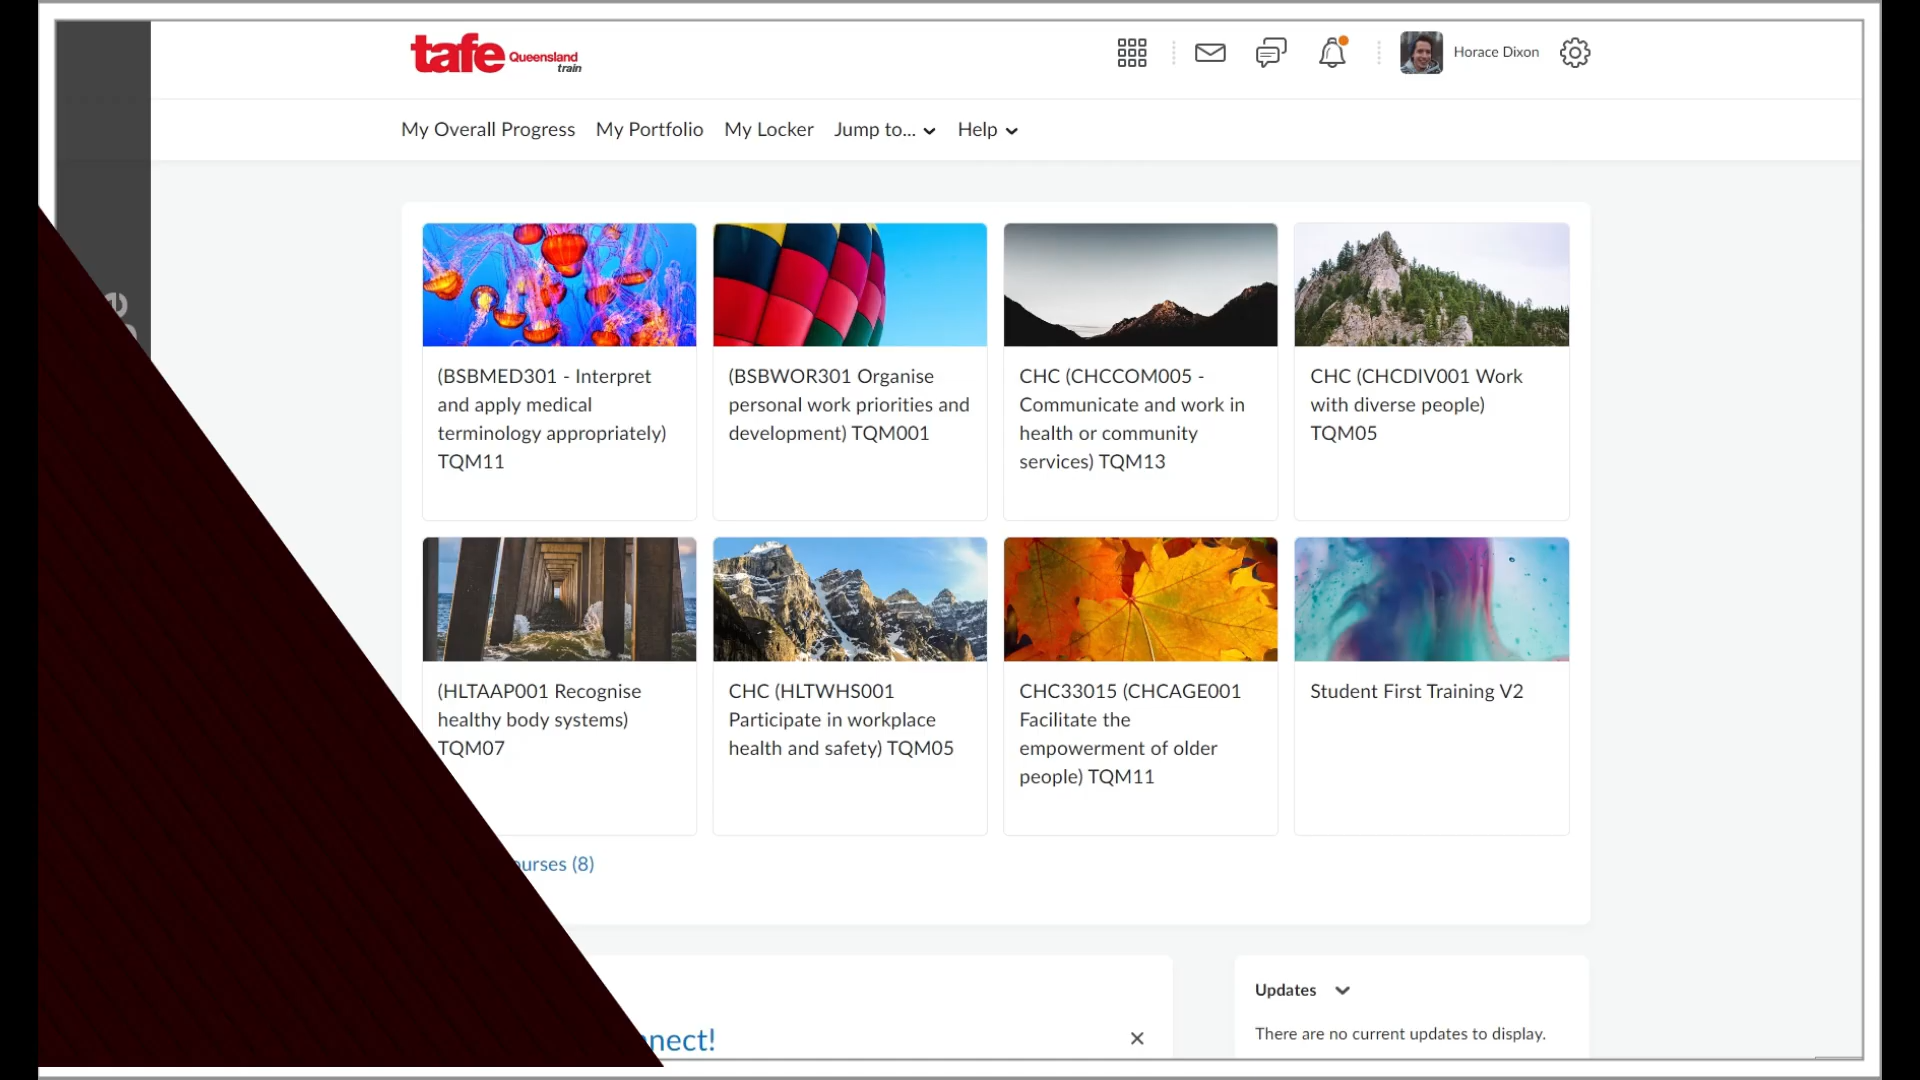 tafe Queensland
train
Horace Dixon
My Overall Progress My Portfolio My Locker Jump to... Help
(BSBMED301 - Interpret
and apply medical
terminology appropriately)
TQM11
(BSBWOR301 Organise
personal work priorities and
development) TQM001
CHC (CHCCOM005 -
Communicate and work in
health or community
services) TQM13
CHC (CHCDIV001 Work
with diverse people)
TQM05
(HLTAAP001 Recognise
healthy body systems)
TQM07
CHC (HLTWHS001
Participate in workplace
health and safety) TQM05
CHC33015 (CHCAGE001
Facilitate the
empowerment of older
people) TQM11
Student First Training V2
(8)
Updates
There are no current updates to display.